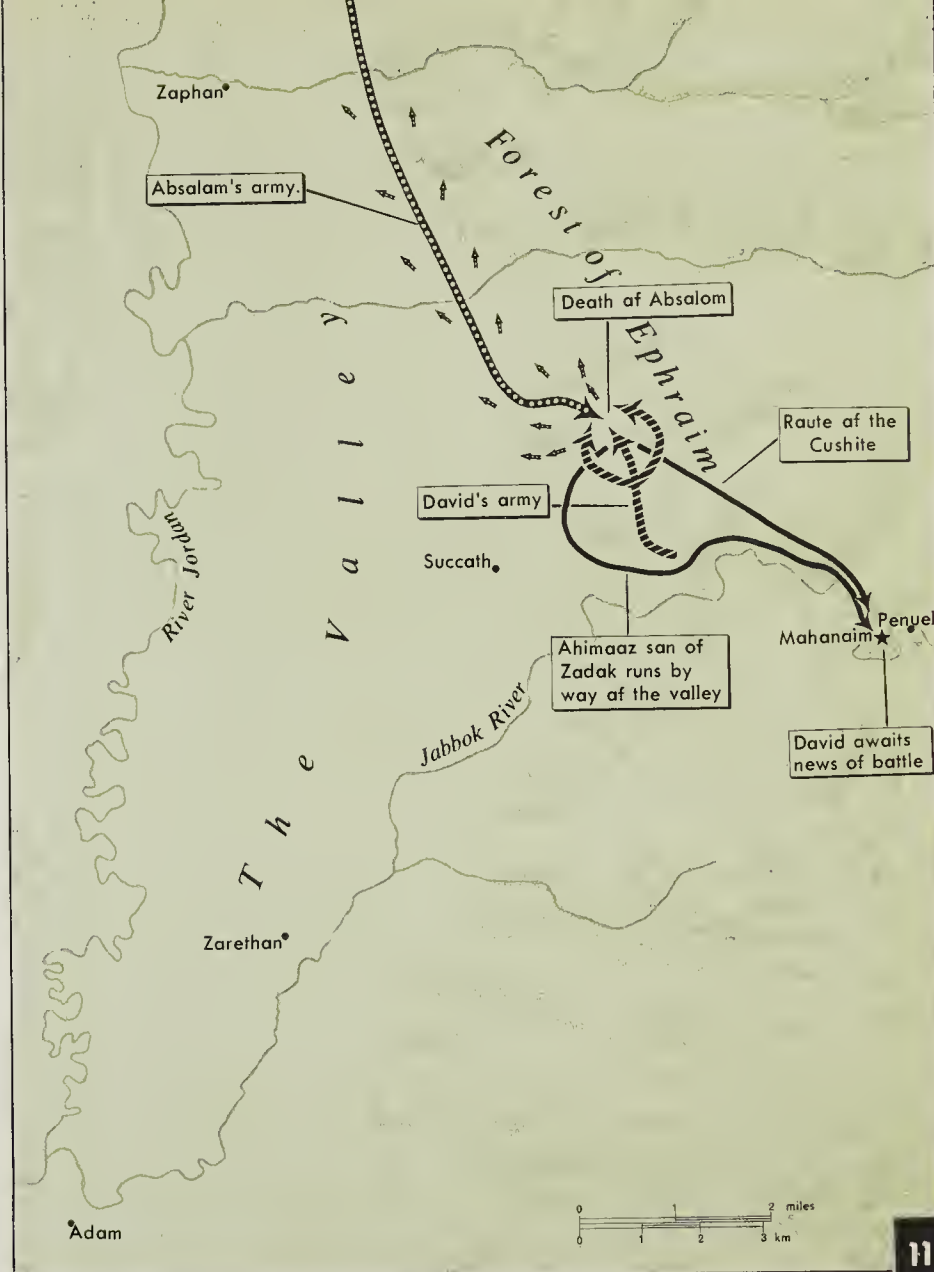 Zaphan
Absalam's army.
Forest of Ephraim
Death af Absalom
Raute af the
Cushite
David's army
Succath
The Valley
River Jordan
Penuel
Mahanaim
Ahimaaz san of
Zadak runs by
way af the valley
Jabbok River
David awaits
news of battle
Zarethan
Adam
0 1 2 miles
0 1 2 3 km
11